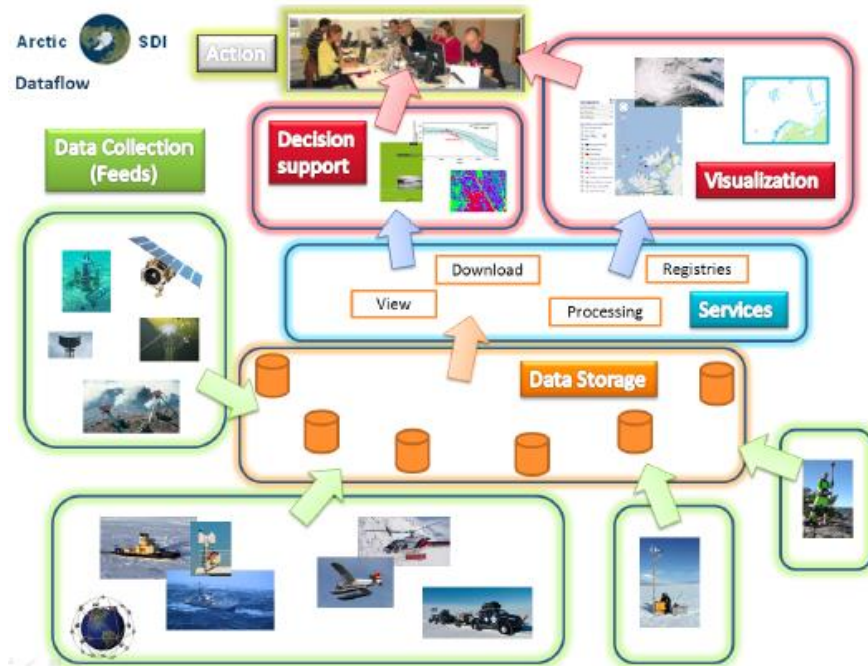 Arctic SDI
Dataflow
Action
Data Collection
(Feeds)
Decision
support
Visualization
Download
Registries
View
Processing
Services
Data Storage